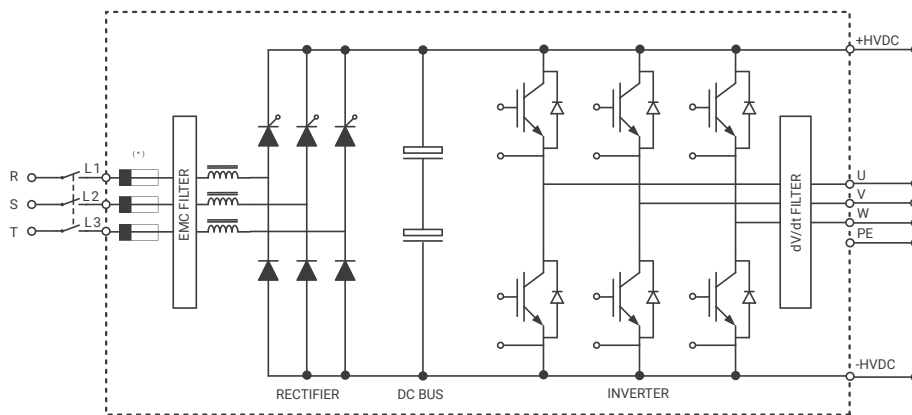 +HVDC
(*)
R
L1
S
L2
T
L3
EMC FILTER
dV/dt FILTER
U
V
W
PE
-HVDC
RECTIFIER
DC BUS
INVERTER